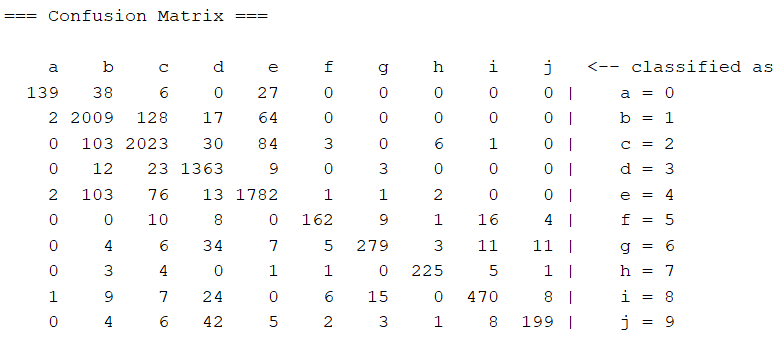 === Confusion Matrix ===
a b c d e f g h i j <-- classified as
139 38 6 0 27 0 0 0 0 0 | a = 0
2 2009 128 17 64 0 0 0 0 0 | b = 1
0 103 2023 30 84 3 0 6 1 0 | c = 2
0 12 23 1363 9 0 3 0 0 0 | d = 3
2 103 76 13 1782 1 1 2 0 0 | e = 4
0 0 10 8 0 162 9 1 16 4 | f = 5
0 4 6 34 7 5 279 3 11 11 | g = 6
0 3 4 0 1 1 0 225 5 1 | h = 7
1 9 7 24 0 6 15 0 470 8 | i = 8
0 4 6 42 5 2 3 1 8 199 | j = 9